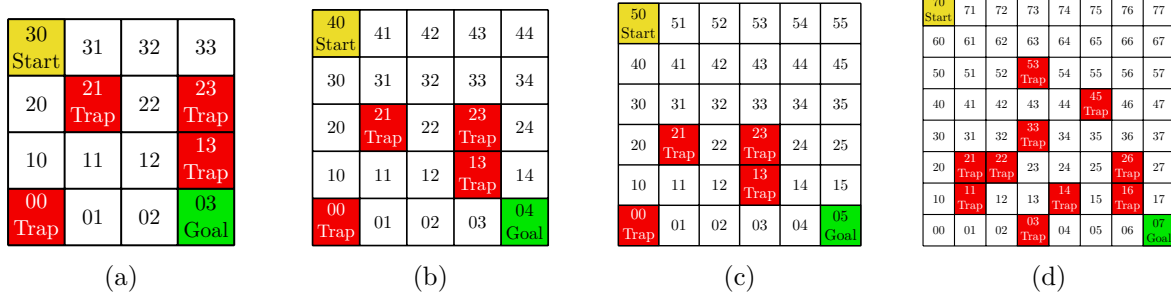 30 Start 31 32 33
20 21 Trap 22 23 Trap
10 11 12 13 Trap
00 Trap 01 02 03 Goal
(a)
40 Start 41 42 43 44
30 31 32 33 34
20 21 Trap 22 23 Trap 24
10 11 12 13 Trap 14
00 Trap 01 02 03 04 Goal
(b)
50 Start 51 52 53 54 55
40 41 42 43 44 45
30 31 32 33 34 35
20 21 Trap 22 23 Trap 24 25
10 11 12 13 Trap 14 15
00 Trap 01 02 03 04 05 Goal
(c)
70 Start 71 72 73 74 75 76 77
60 61 62 63 64 65 66 67
50 51 52 53 Trap 54 55 56 57
40 41 42 43 44 45 Trap 46 47
30 31 32 33 Trap 34 35 36 37
20 21 Trap 22 Trap 23 24 25 26 Trap 27
10 11 Trap 12 13 14 Trap 15 16 Trap 17
00 01 02 03 Trap 04 05 06 07 Goal
(d)